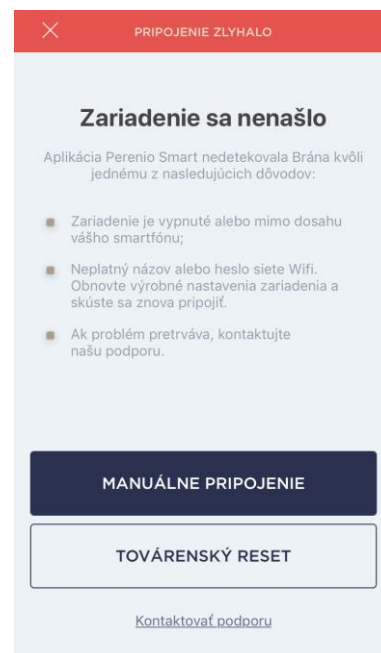 PRIPOJENIE ZLYHALO
Zariadenie sa nenašlo
Aplikácia Perenio Smart nedetekovala Brána kvôli
jednému z nasledujúcich dôvodov:
Zariadenie je vypnuté alebo mimo dosahu
vášho smartfónu;
Neplatný názov alebo heslo siete Wifi.
Obnovte výrobné nastavenia zariadenia a
skúste sa znova pripojiť.
Ak problém pretrváva, kontaktujte
našu podporu.
MANUÁLNE PRIPOJENIE
TOVÁRENSKÝ RESET
Kontaktovať podporu